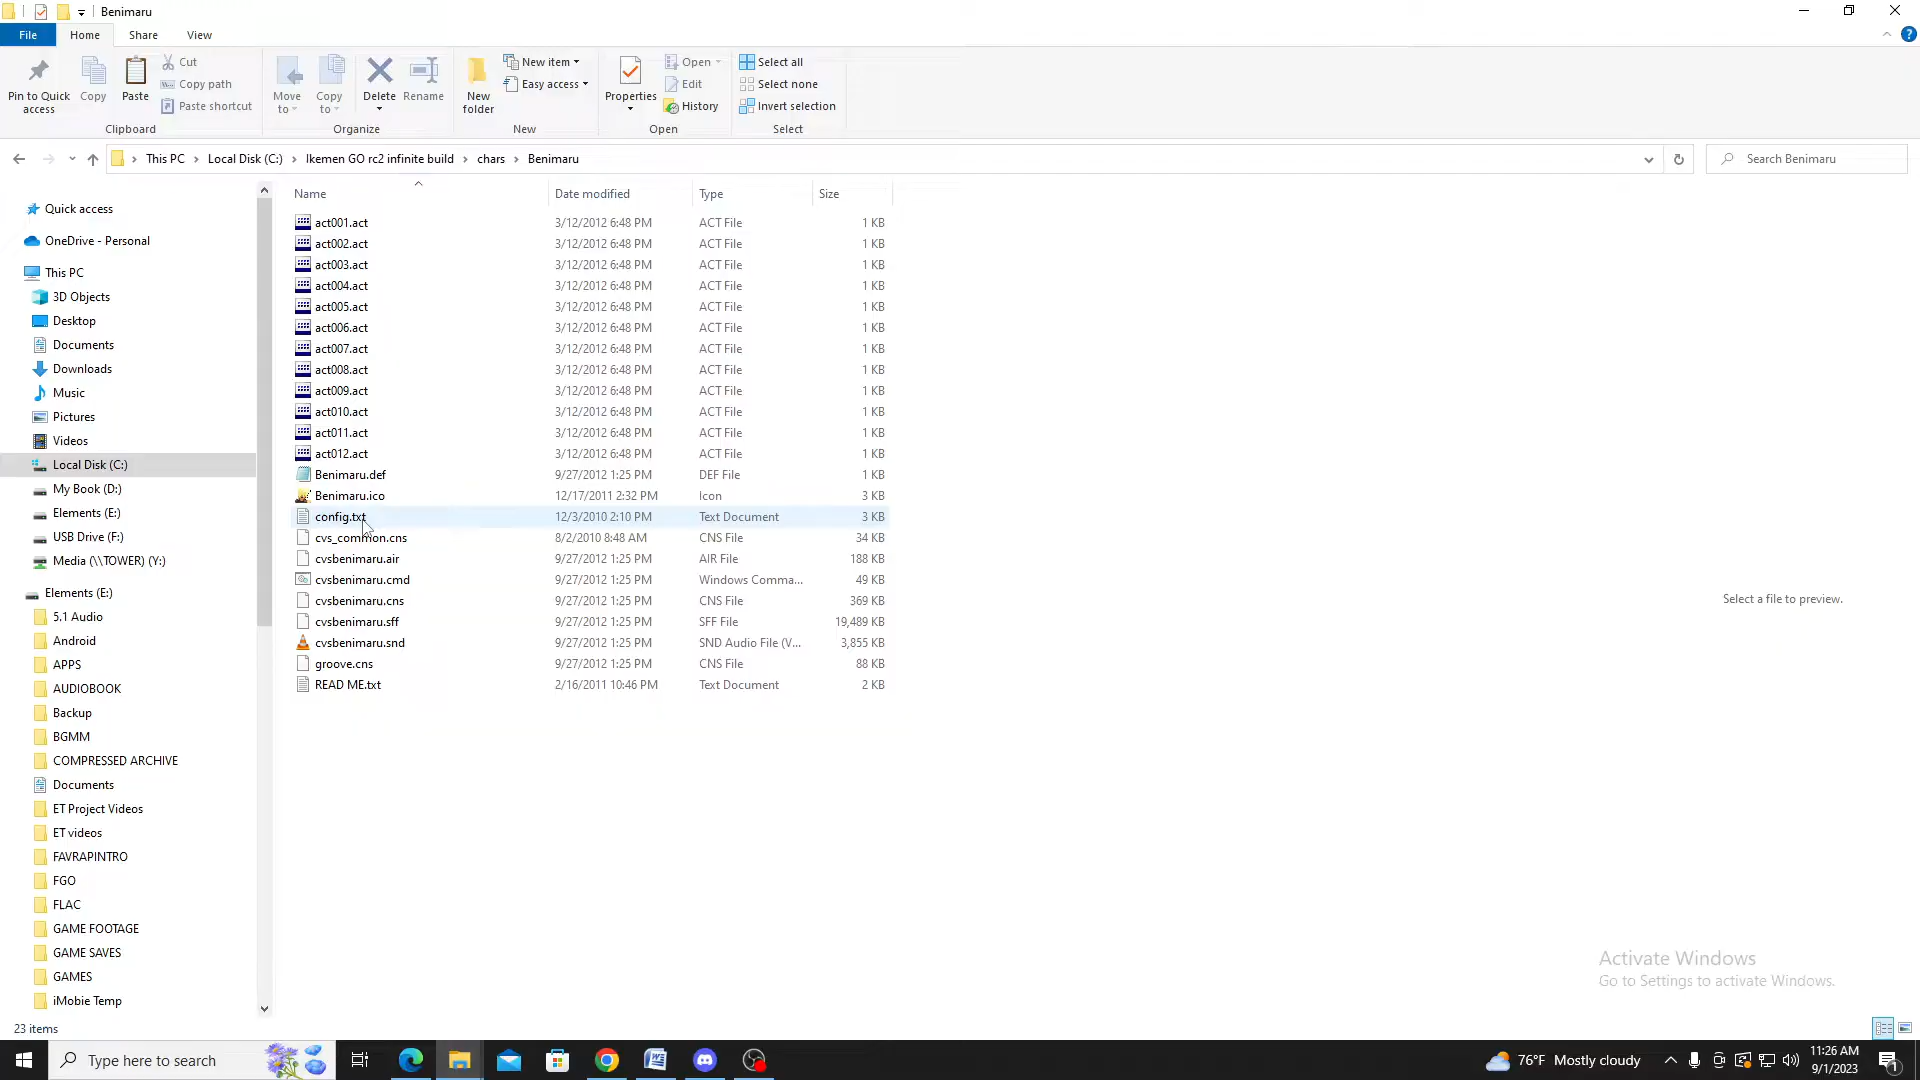 Benimaru
File Home Share View
Pin to Quick access
Copy
Paste
Cut
Copy path
Paste shortcut
Clipboard
Move to
Copy to
Delete
Rename
Organize
New folder
New item
Easy access
New
Properties
Open
Edit
History
Open
Select all
Select none
Invert selection
Select
This PC > Local Disk (C:) > Ikemen GO rc2 infinite build > chars > Benimaru
Search Benimaru
Quick access
OneDrive - Personal
This PC
3D Objects
Desktop
Documents
Downloads
Music
Pictures
Videos
Local Disk (C:)
My Book (D:)
Elements (E:)
USB Drive (F:)
Media (\\TOWER) (Y:)
Elements (E:)
5.1 Audio
Android
APPS
AUDIOBOOK
Backup
BGMM
COMPRESSED ARCHIVE
Documents
ET Project Videos
ET videos
FAVRAPINTRO
FGO
FLAC
GAME FOOTAGE
GAME SAVES
GAMES
iMobie Temp
Name Date modified Type Size
act001.act 3/12/2012 6:48 PM ACT File 1 KB
act002.act 3/12/2012 6:48 PM ACT File 1 KB
act003.act 3/12/2012 6:48 PM ACT File 1 KB
act004.act 3/12/2012 6:48 PM ACT File 1 KB
act005.act 3/12/2012 6:48 PM ACT File 1 KB
act006.act 3/12/2012 6:48 PM ACT File 1 KB
act007.act 3/12/2012 6:48 PM ACT File 1 KB
act008.act 3/12/2012 6:48 PM ACT File 1 KB
act009.act 3/12/2012 6:48 PM ACT File 1 KB
act010.act 3/12/2012 6:48 PM ACT File 1 KB
act011.act 3/12/2012 6:48 PM ACT File 1 KB
act012.act 3/12/2012 6:48 PM ACT File 1 KB
Benimaru.def 9/27/2012 1:25 PM DEF File 1 KB
Benimaru.ico 12/17/2011 2:32 PM Icon 3 KB
config.txt 12/3/2010 2:10 PM Text Document 3 KB
cvs_common.cns 8/2/2010 8:48 AM CNS File 34 KB
cvsbenimaru.air 9/27/2012 1:25 PM AIR File 188 KB
cvsbenimaru.cmd 9/27/2012 1:25 PM Windows Comma... 49 KB
cvsbenimaru.cns 9/27/2012 1:25 PM CNS File 369 KB
cvsbenimaru.sff 9/27/2012 1:25 PM SFF File 19,489 KB
cvsbenimaru.snd 9/27/2012 1:25 PM SND Audio File (V... 3,855 KB
groove.cns 9/27/2012 1:25 PM CNS File 88 KB
READ ME.txt 2/16/2011 10:46 PM Text Document 2 KB
Select a file to preview.
Activate Windows
Go to Settings to activate Windows.
23 items
Type here to search
76°F Mostly cloudy
11:26 AM
9/1/2023
1